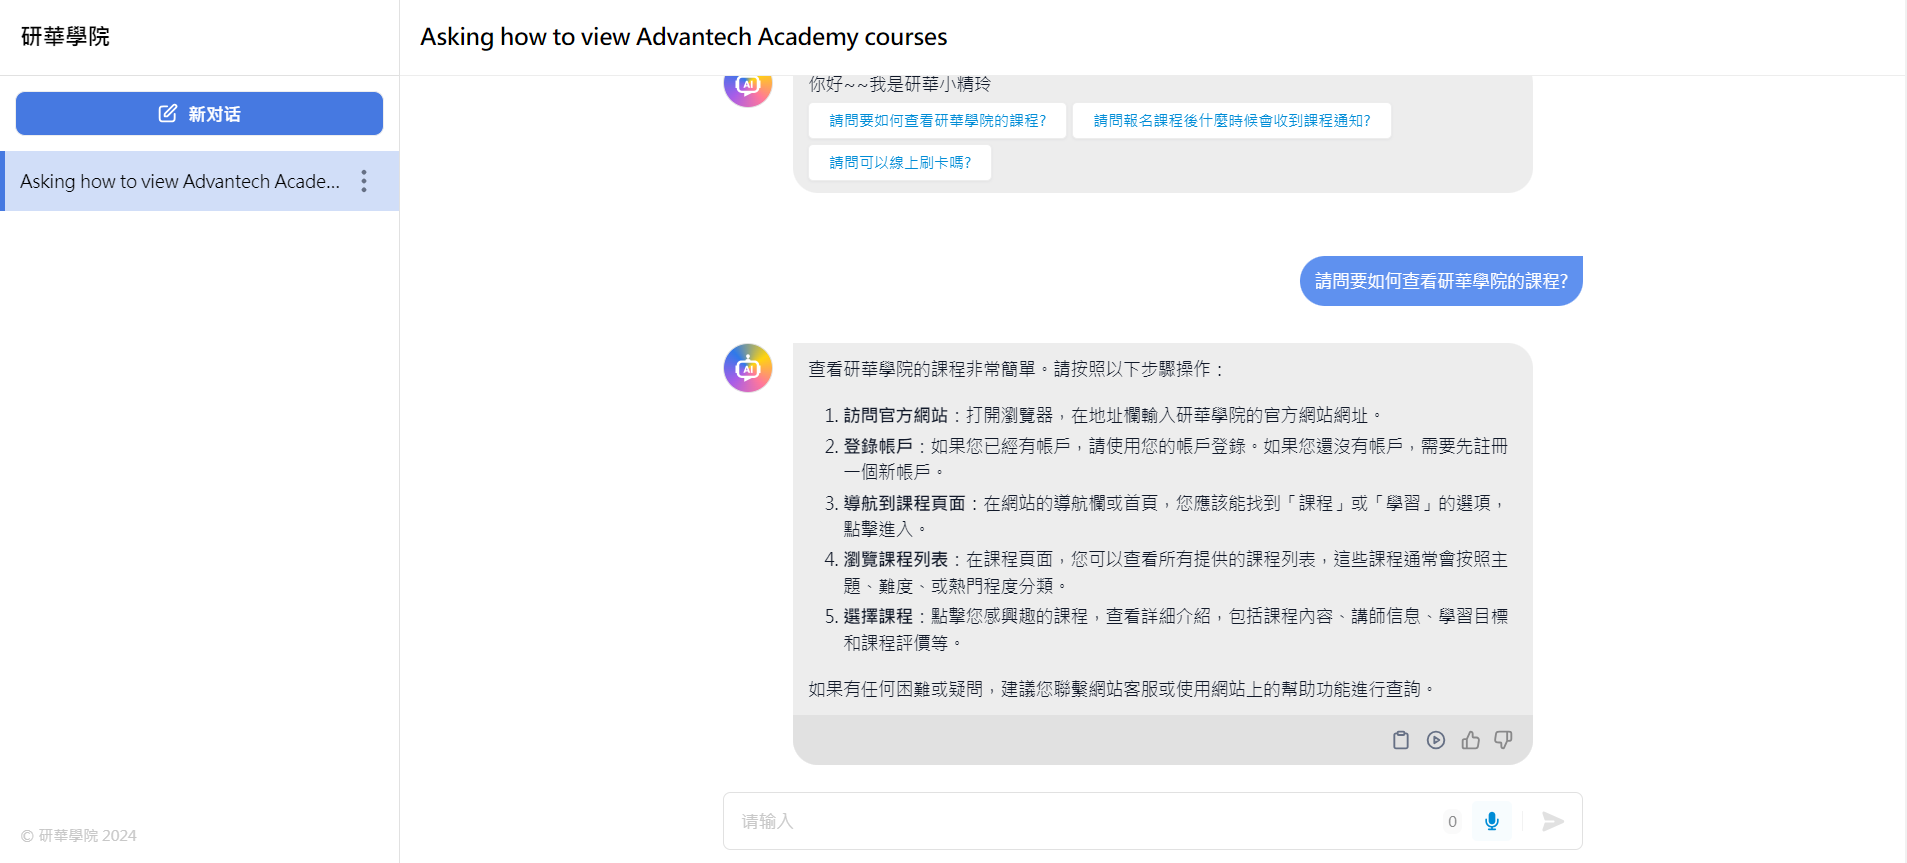 研華學院
Asking how to view Advantech Academy courses
新对话
Asking how to view Advantech Acade...
AI
你好~~我是研華小精玲
請問要如何查看研華學院的課程?
請問報名課程後什麼時候會收到課程通知?
請問可以線上刷卡嗎?
請問要如何查看研華學院的課程?
AI
查看研華學院的課程非常簡單。請按照以下步驟操作：
1. 訪問官方網站：打開瀏覽器，在地址欄輸入研華學院的官方網站網址。
2. 登錄帳戶：如果您已經有帳戶，請使用您的帳戶登錄。如果您還沒有帳戶，需要先註冊
一個新帳戶。
3. 導航到課程頁面：在網站的導航欄或首頁，您應該能找到「課程」或「學習」的選項，
點擊進入。
4. 瀏覽課程列表：在課程頁面，您可以查看所有提供的課程列表，這些課程通常會按照主
題、難度、或熱門程度分類。
5. 選擇課程：點擊您感興趣的課程，查看詳細介紹，包括課程內容、講師信息、學習目標
和課程評價等。
如果有任何困難或疑問，建議您聯繫網站客服或使用網站上的幫助功能進行查詢。
请输入
0
© 研華學院 2024